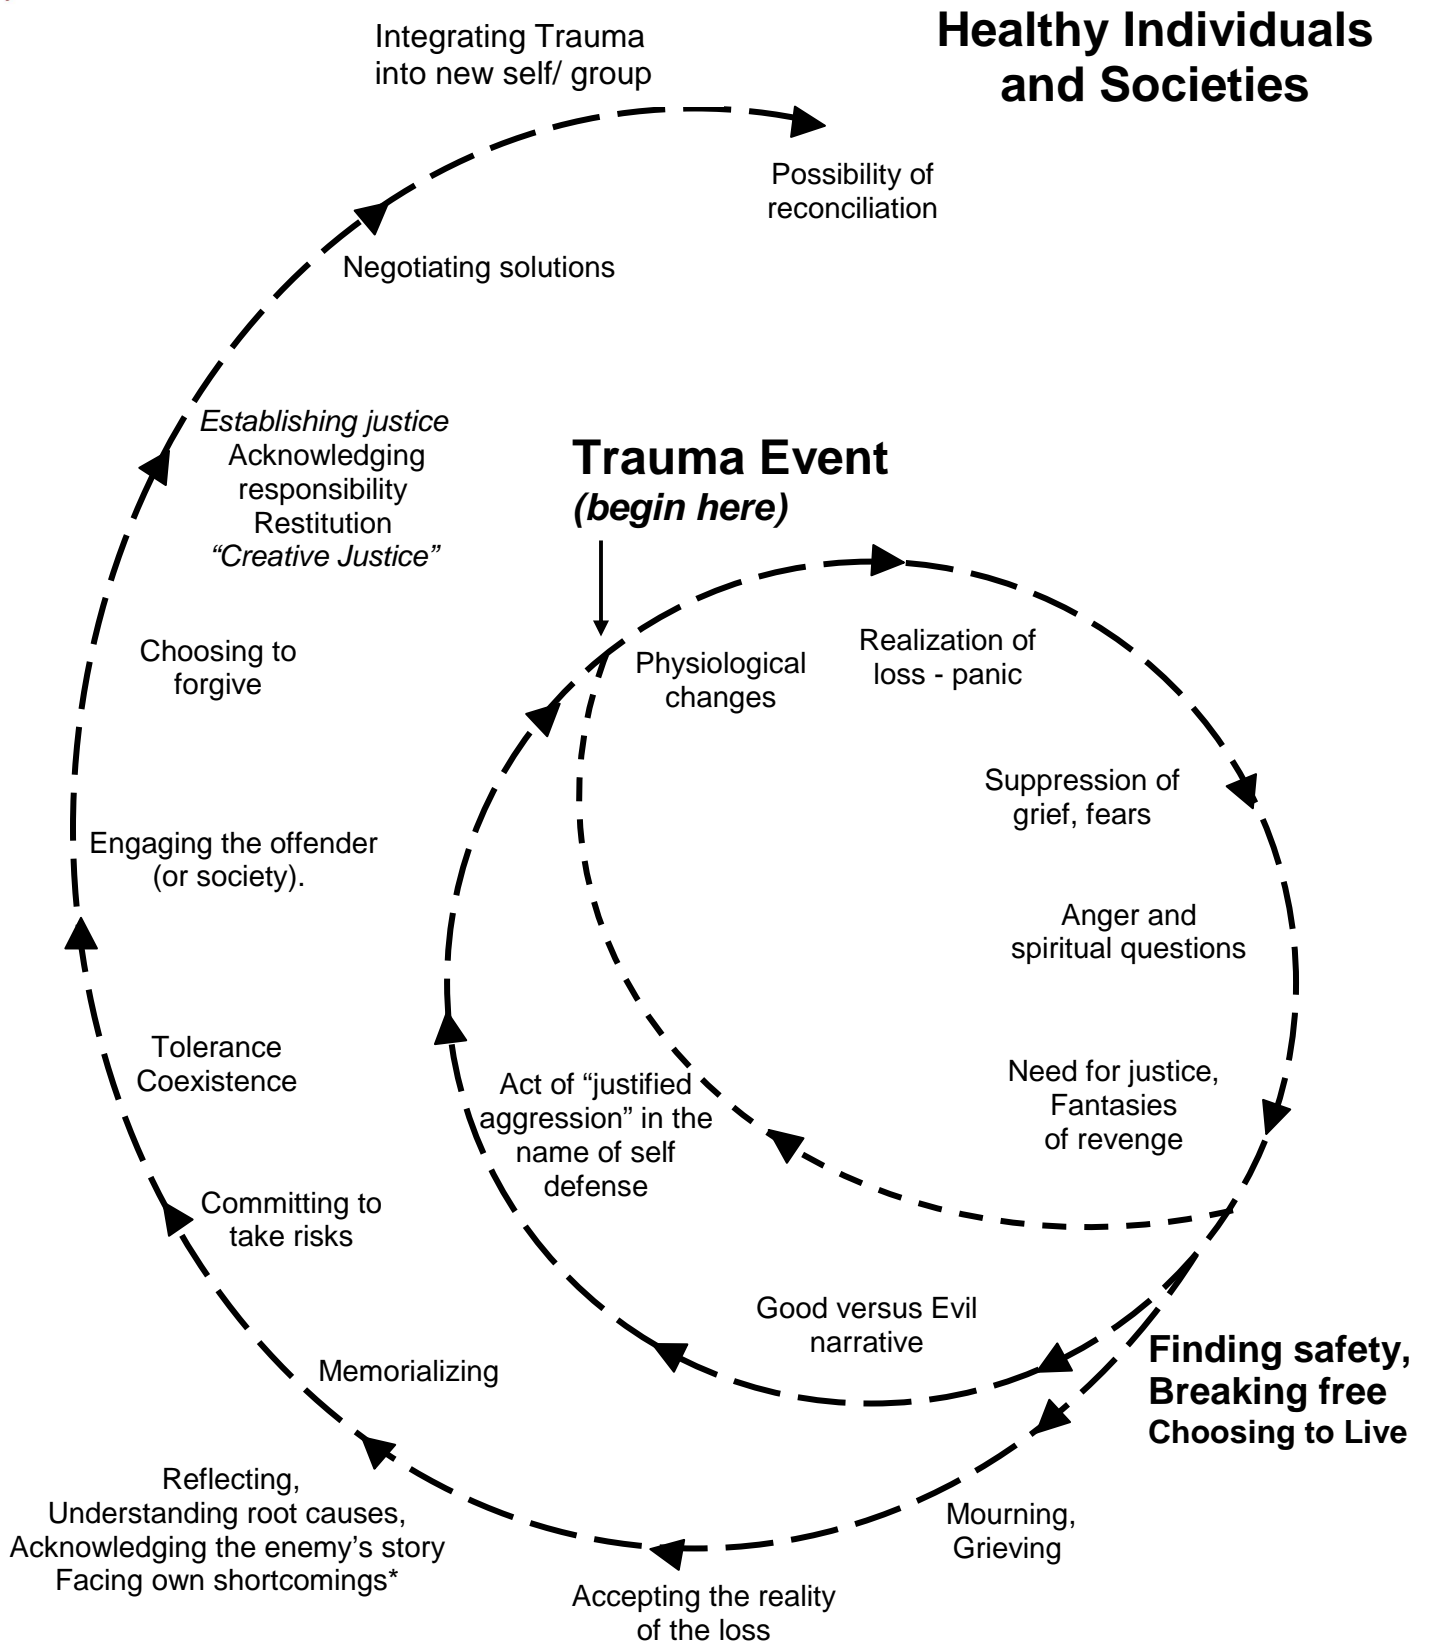 Healthy Individuals
and Societies
Integrating Trauma
into new self/ group
Possibility of
reconciliation
Negotiating solutions
Establishing justice
Acknowledging
responsibility
Restitution
“Creative Justice”
Trauma Event
(begin here)
Physiological
changes
Realization of
loss - panic
Suppression of
grief, fears
Anger and
spiritual questions
Need for justice,
Fantasies
of revenge
Choosing to
forgive
Engaging the offender
(or society).
Tolerance
Coexistence
Act of “justified
aggression” in the
name of self
defense
Committing to
take risks
Good versus Evil
narrative
Finding safety,
Breaking free
Choosing to Live
Memorializing
Reflecting,
Understanding root causes,
Acknowledging the enemy’s story
Facing own shortcomings*
Mourning,
Grieving
Accepting the reality
of the loss